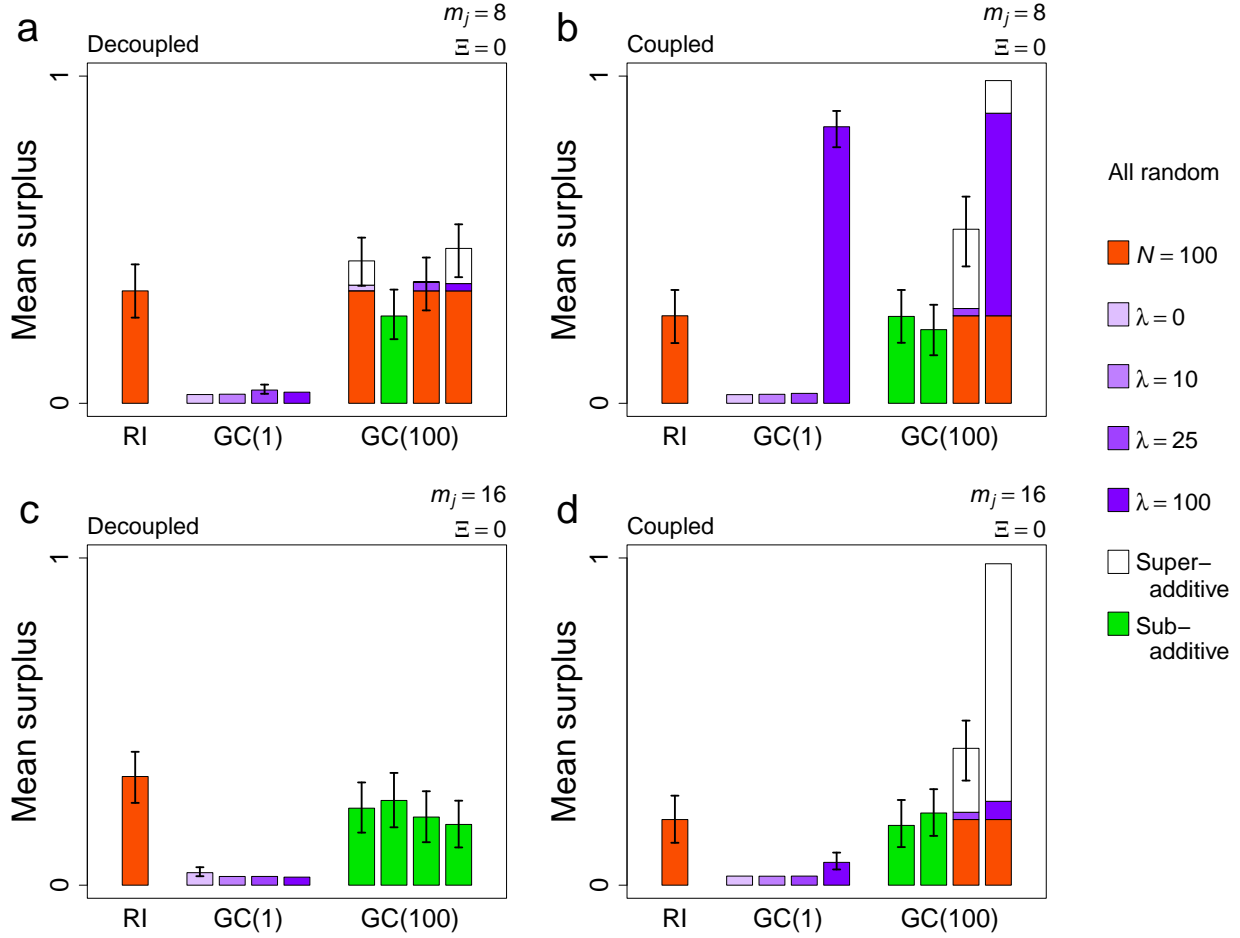 a
Decoupled
m_j = 8
Ξ = 0
Mean surplus
1
0
RI
GC(1)
GC(100)
b
Coupled
m_j = 8
Ξ = 0
Mean surplus
1
0
RI
GC(1)
GC(100)
c
Decoupled
m_j = 16
Ξ = 0
Mean surplus
1
0
RI
GC(1)
GC(100)
d
Coupled
m_j = 16
Ξ = 0
Mean surplus
1
0
RI
GC(1)
GC(100)
All random
N = 100
λ = 0
λ = 10
λ = 25
λ = 100
Super−
additive
Sub−
additive